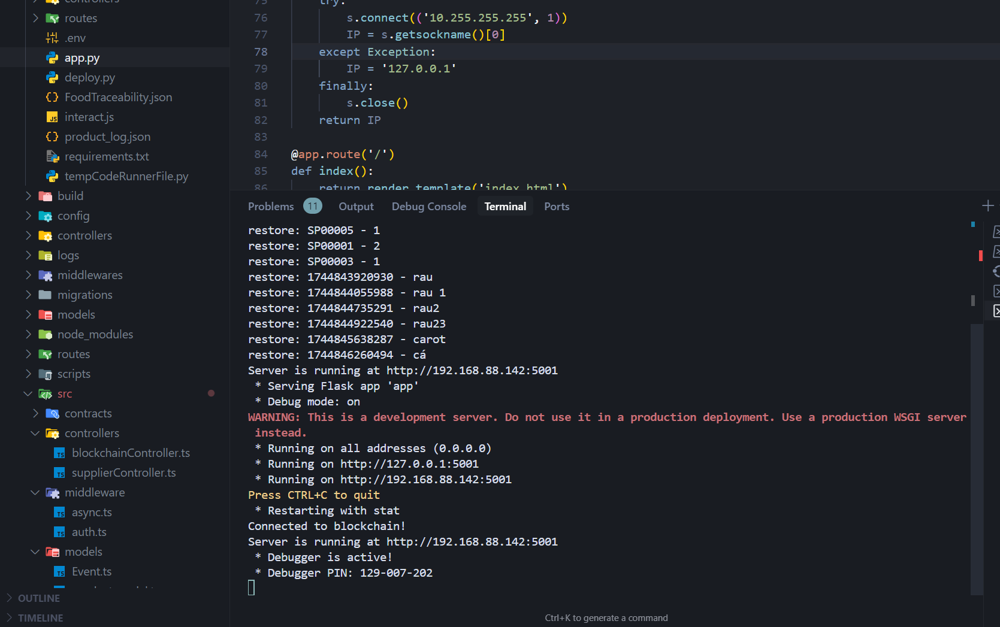 controllers
routes
.env
app.py
deploy.py
FoodTraceability.json
interact.js
product_log.json
requirements.txt
tempCodeRunnerFile.py
build
config
controllers
logs
middlewares
migrations
models
node_modules
routes
scripts
src
contracts
controllers
blockchainController.ts
supplierController.ts
middleware
async.ts
auth.ts
models
Event.ts
OUTLINE
TIMELINE
75 try:
76 s.connect(('10.255.255.255', 1))
77 IP = s.getsockname()[0]
78 except Exception:
79 IP = '127.0.0.1'
80 finally:
81 s.close()
82 return IP
83
84 @app.route('/')
85 def index():
86 return render_template('index.html')
Problems 11 Output Debug Console Terminal Ports
restore: SP00005 - 1
restore: SP00001 - 2
restore: SP00003 - 1
restore: 1744843920930 - rau
restore: 1744844055988 - rau 1
restore: 1744844735291 - rau2
restore: 1744844922540 - rau23
restore: 1744845638287 - carot
restore: 1744846260494 - cá
Server is running at http://192.168.88.142:5001
* Serving Flask app 'app'
* Debug mode: on
WARNING: This is a development server. Do not use it in a production deployment. Use a production WSGI server
instead.
* Running on all addresses (0.0.0.0)
* Running on http://127.0.0.1:5001
* Running on http://192.168.88.142:5001
Press CTRL+C to quit
* Restarting with stat
Connected to blockchain!
Server is running at http://192.168.88.142:5001
* Debugger is active!
* Debugger PIN: 129-007-202
Ctrl+K to generate a command